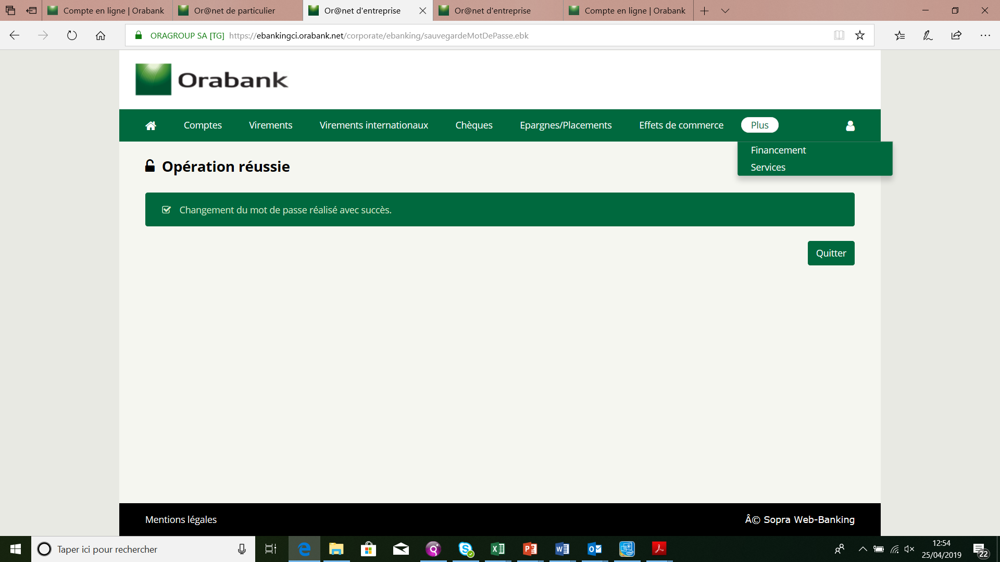 Compte en ligne | Orabank
Or@net de particulier
Or@net d'entreprise
Or@net d'entreprise
Compte en ligne | Orabank
ORAGROUP SA [TG] https://ebankingci.orabank.net/corporate/ebanking/sauvegardeMotDePasse.ebk
Orabank
Comptes
Virements
Virements internationaux
Chèques
Epargnes/Placements
Effets de commerce
Plus
Financement
Services
Opération réussie
Changement du mot de passe réalisé avec succès.
Quitter
Mentions légales
Â© Sopra Web-Banking
Taper ici pour rechercher
12:54
25/04/2019
22